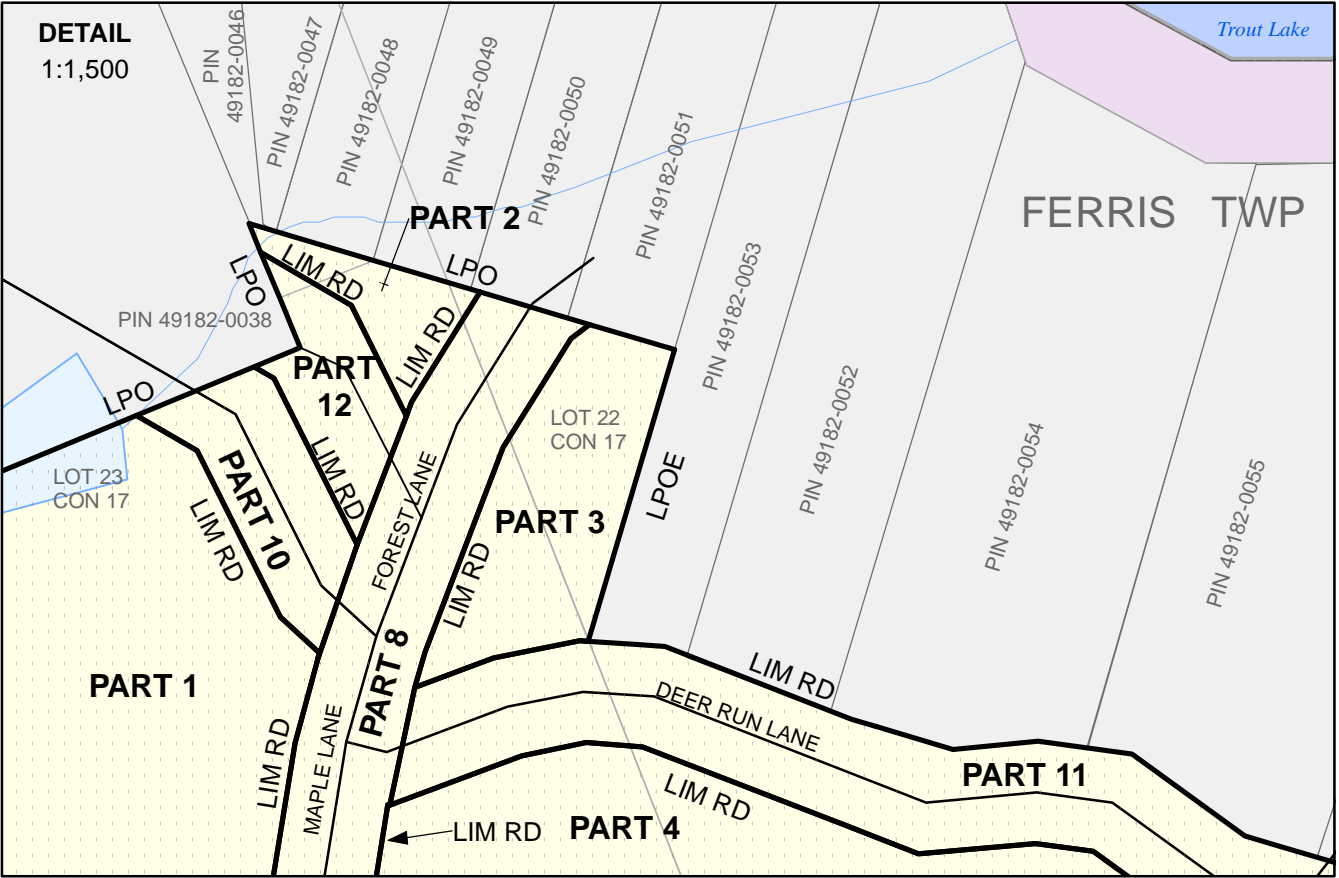 DETAIL
1:1,500
PIN
49182-0046
PIN 49182-0047
PIN 49182-0048
PIN 49182-0049
PIN 49182-0050
PIN 49182-0051
Trout Lake
FERRIS TWP
PART 2
LIM RD
LPO
LPO
PIN 49182-0038
LIM RD
PIN 49182-0053
PIN 49182-0052
PIN 49182-0054
PIN 49182-0055
LPO
PART
12
LOT 22
CON 17
LOT 23
CON 17
PART 10
LIM RD
LIM RD
FOREST LANE
PART 3
LPOE
LIM RD
PART 8
PART 1
LIM RD
MAPLE LANE
LIM RD
DEER RUN LANE
PART 11
LIM RD
LIM RD
PART 4